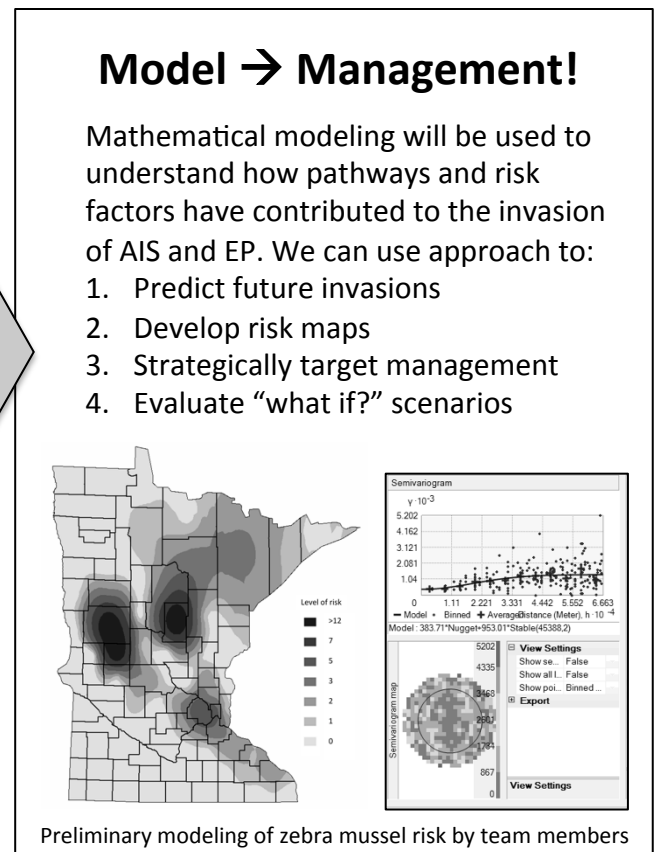 Model → Management!
Mathematical modeling will be used to
understand how pathways and risk
factors have contributed to the invasion
of AIS and EP. We can use approach to:
1. Predict future invasions
2. Develop risk maps
3. Strategically target management
4. Evaluate “what if?” scenarios
Level of risk
>12
7
5
3
2
1
0
Semivariogram
γ·10⁻³
5.202
4.162
3.121
2.081
1.04
0 1.11 2.221 3.331 4.442 5.552 6.663
Model Binned Averaged Distance (Meter), h·10⁻⁴
Model : 383.71*Nugget+953.01*Stable(45388,2)
Semivariogram map
5202
4335
3468
2601
1734
867
0
View Settings
Show se... False
Show all l... False
Show poi... Binned ...
Export
View Settings
Preliminary modeling of zebra mussel risk by team members